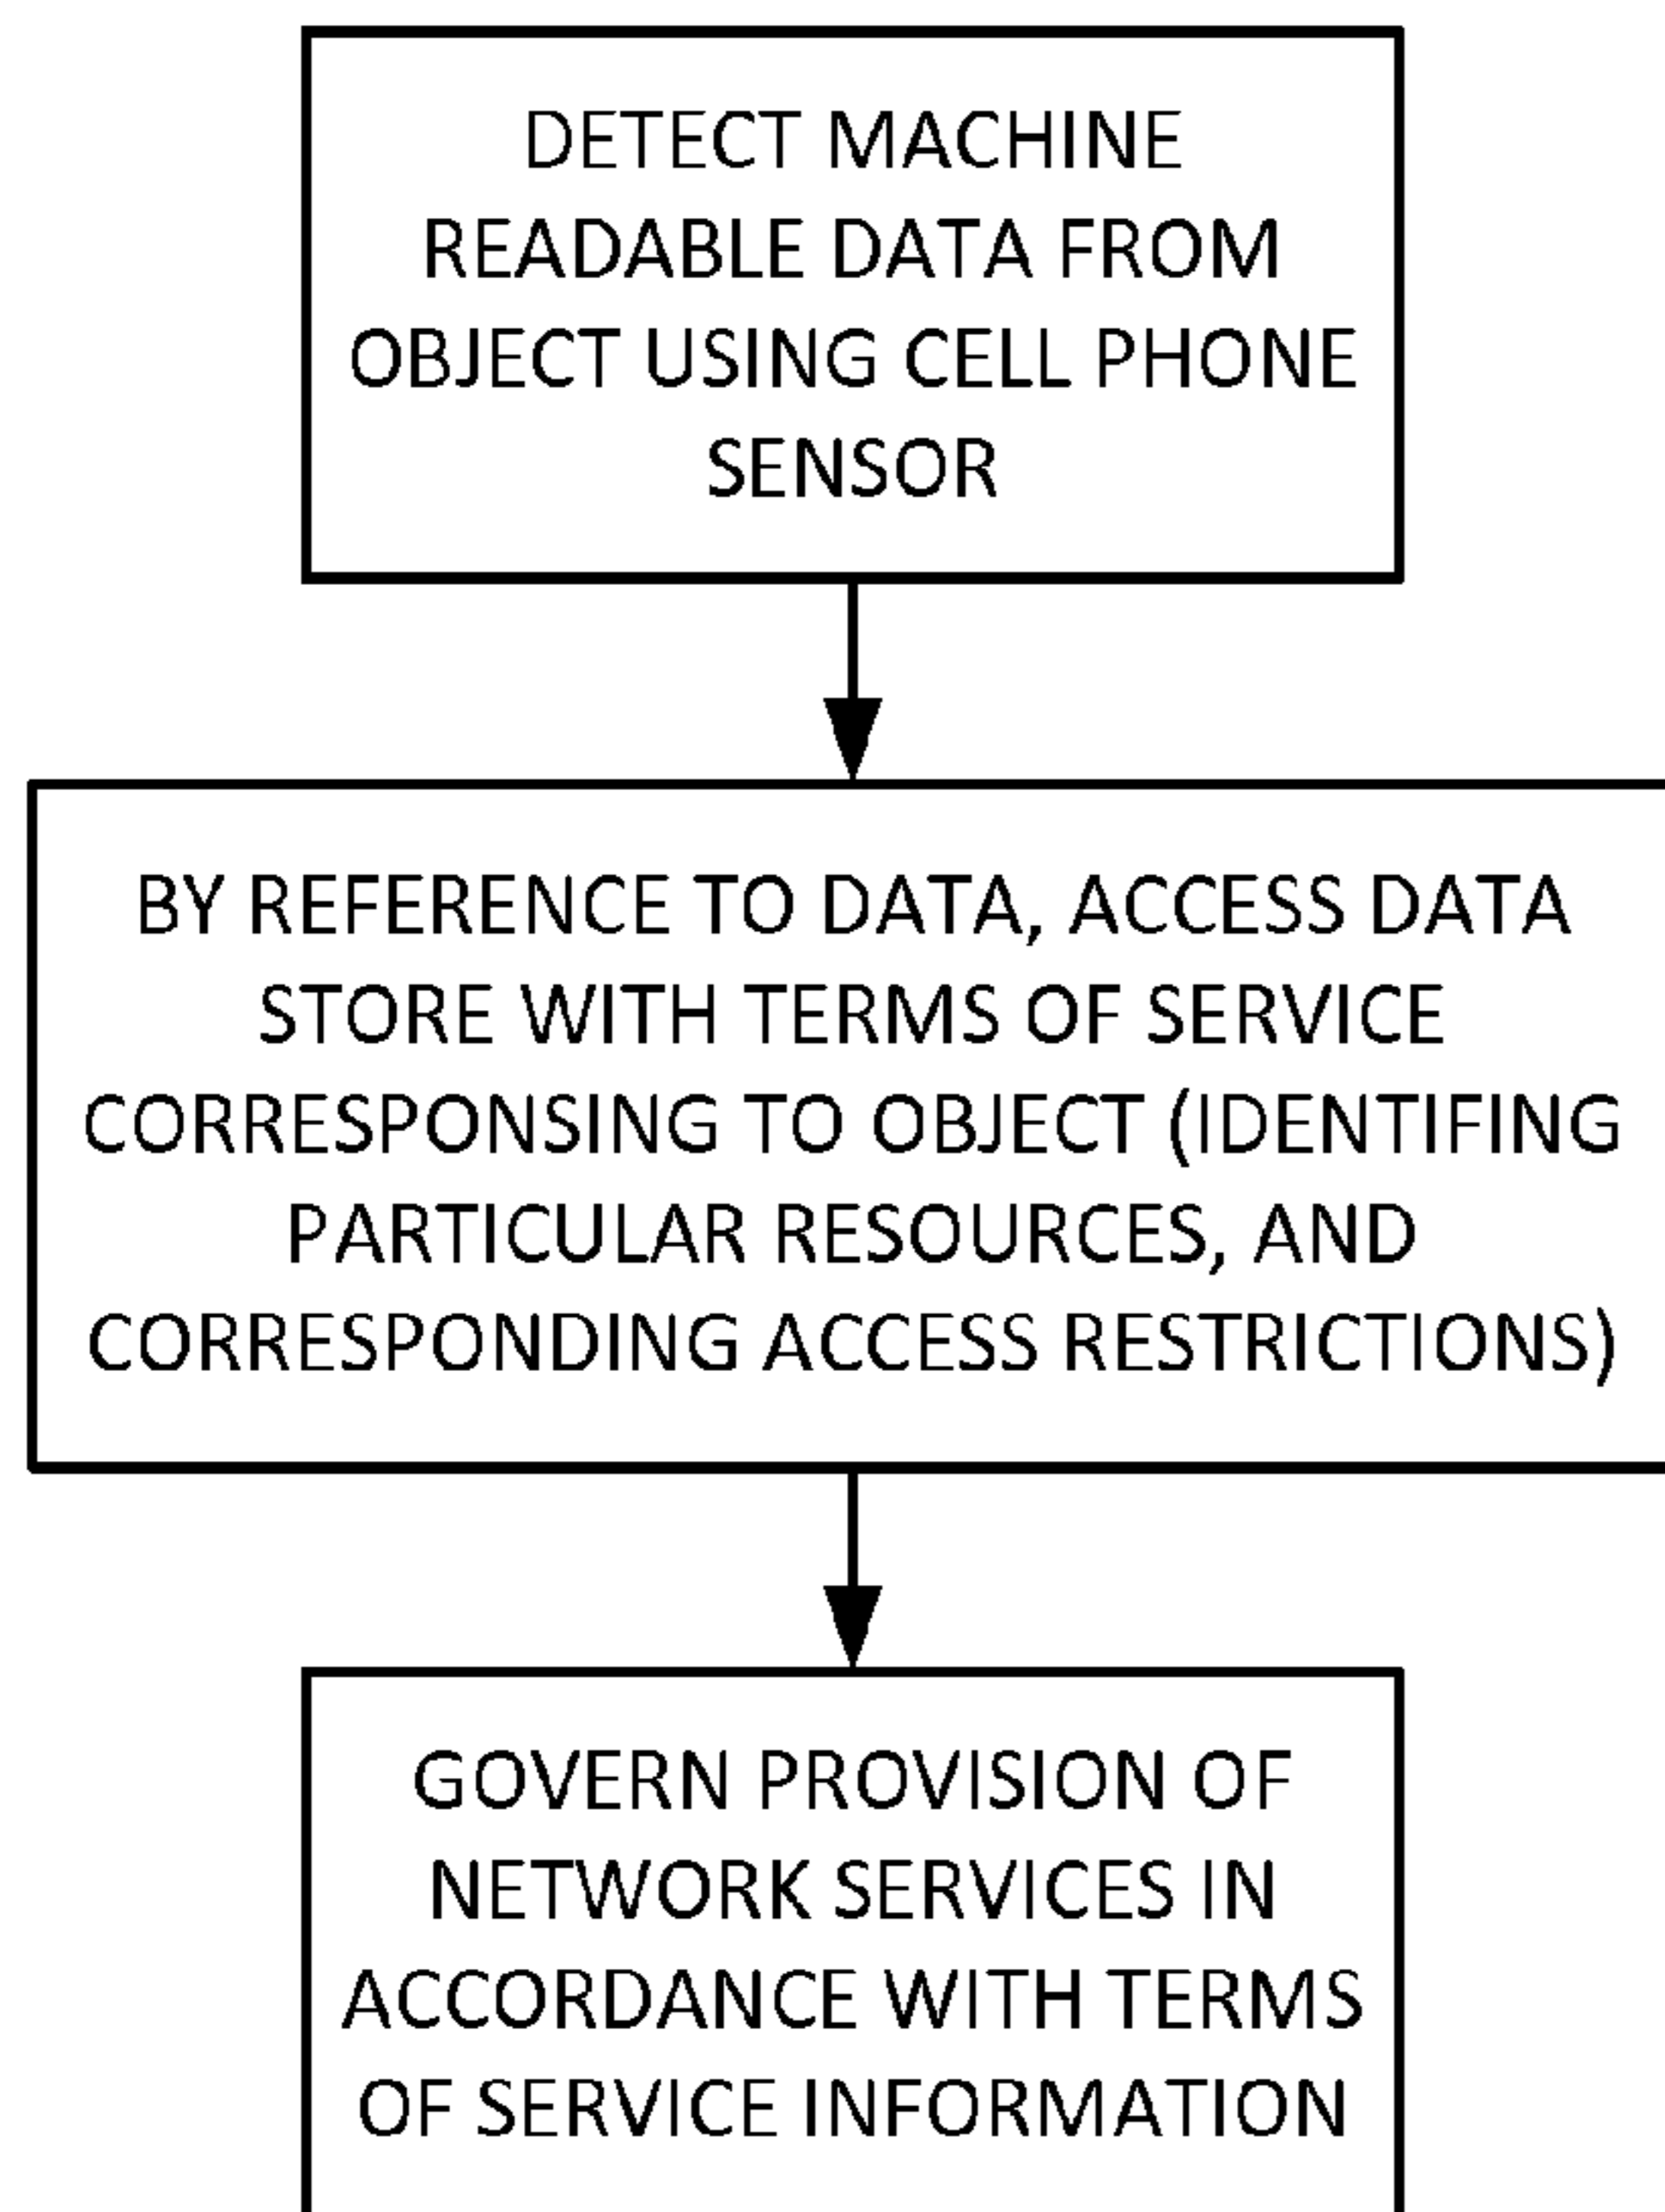 DETECT MACHINE
READABLE DATA FROM
OBJECT USING CELL PHONE
SENSOR
BY REFERENCE TO DATA, ACCESS DATA
STORE WITH TERMS OF SERVICE
CORRESPONSING TO OBJECT (IDENTIFING
PARTICULAR RESOURCES, AND
CORRESPONDING ACCESS RESTRICTIONS)
GOVERN PROVISION OF
NETWORK SERVICES IN
ACCORDANCE WITH TERMS
OF SERVICE INFORMATION